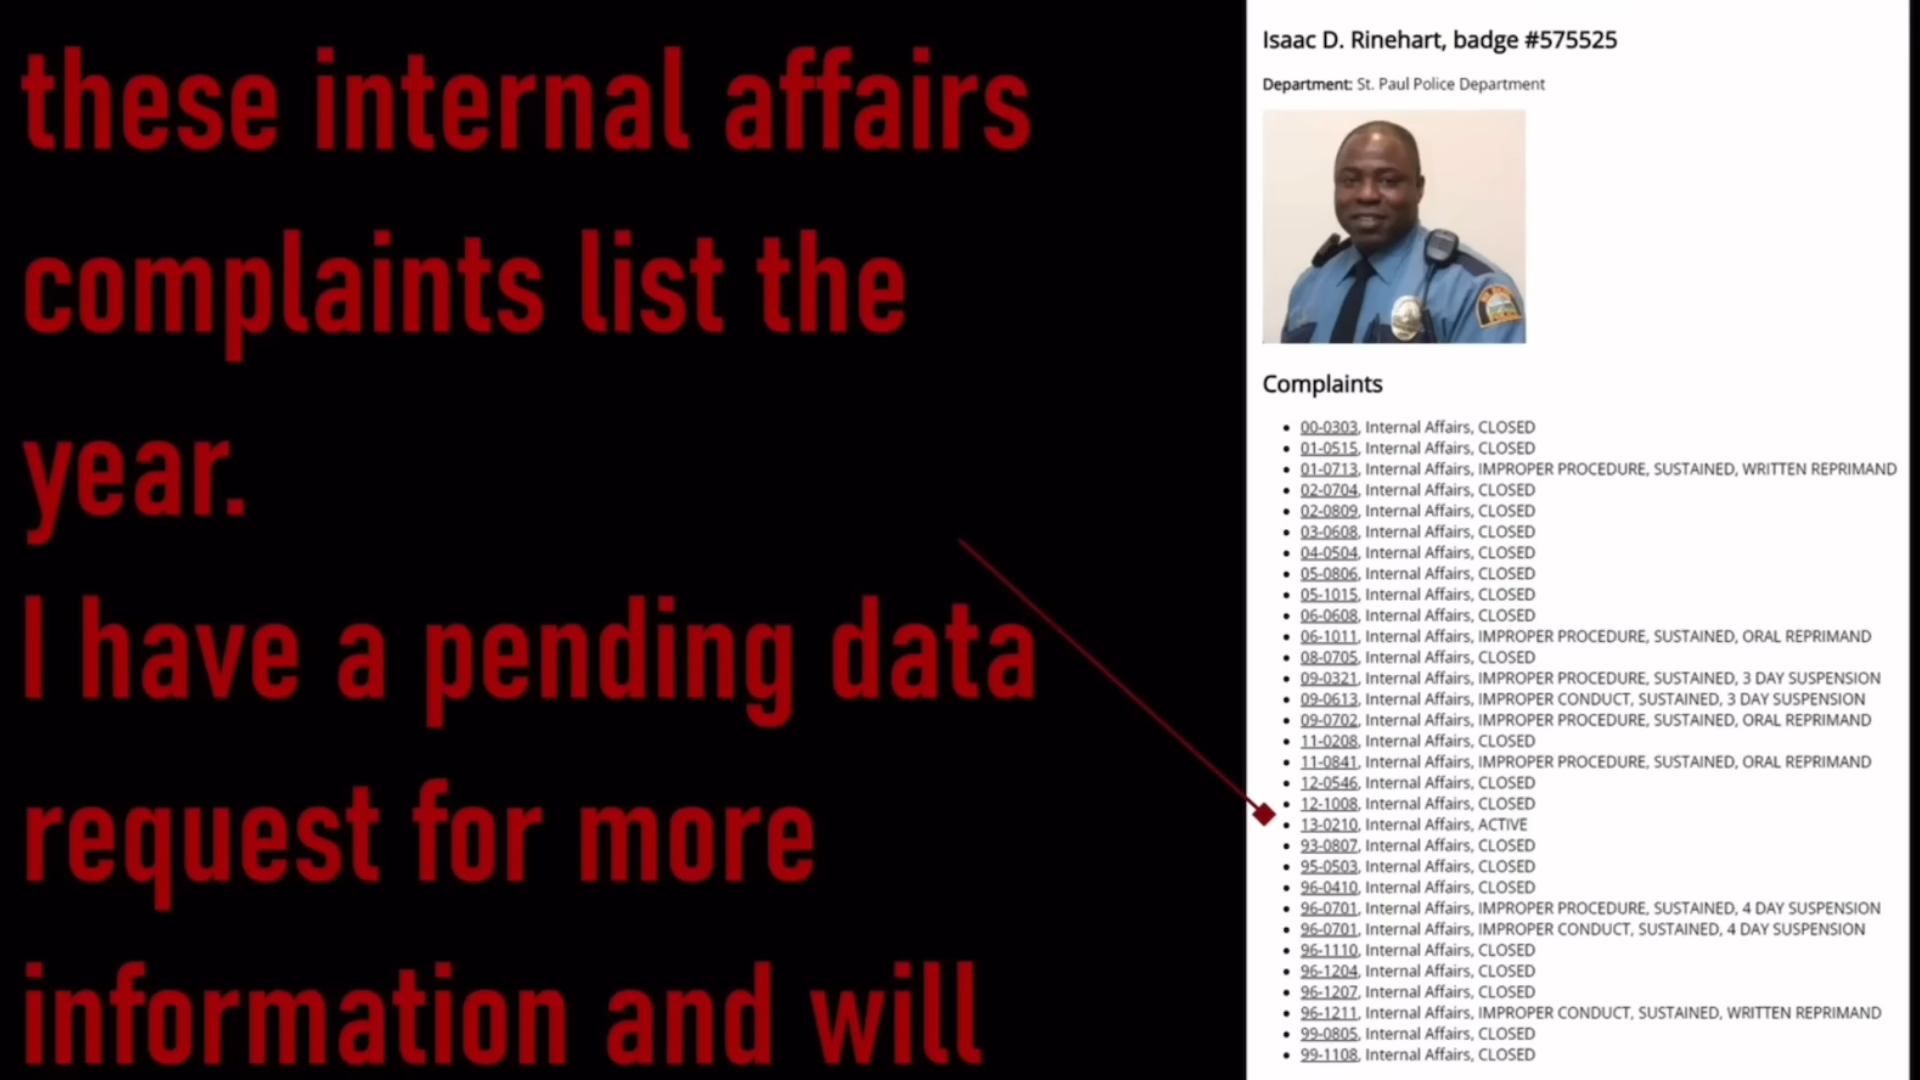 these internal affairs
complaints list the
year.
I have a pending data
request for more
information and will
Isaac D. Rinehart, badge #575525
Department: St. Paul Police Department
Complaints
00-0303, Internal Affairs, CLOSED
01-0515, Internal Affairs, CLOSED
01-0713, Internal Affairs, IMPROPER PROCEDURE, SUSTAINED, WRITTEN REPRIMAND
02-0704, Internal Affairs, CLOSED
02-0809, Internal Affairs, CLOSED
03-0608, Internal Affairs, CLOSED
04-0504, Internal Affairs, CLOSED
05-0806, Internal Affairs, CLOSED
05-1015, Internal Affairs, CLOSED
06-0608, Internal Affairs, CLOSED
06-1011, Internal Affairs, IMPROPER PROCEDURE, SUSTAINED, ORAL REPRIMAND
08-0705, Internal Affairs, CLOSED
09-0321, Internal Affairs, IMPROPER PROCEDURE, SUSTAINED, 3 DAY SUSPENSION
09-0613, Internal Affairs, IMPROPER CONDUCT, SUSTAINED, 3 DAY SUSPENSION
09-0702, Internal Affairs, IMPROPER PROCEDURE, SUSTAINED, ORAL REPRIMAND
11-0208, Internal Affairs, CLOSED
11-0841, Internal Affairs, IMPROPER PROCEDURE, SUSTAINED, ORAL REPRIMAND
12-0546, Internal Affairs, CLOSED
12-1008, Internal Affairs, CLOSED
13-0210, Internal Affairs, ACTIVE
93-0807, Internal Affairs, CLOSED
95-0503, Internal Affairs, CLOSED
96-0410, Internal Affairs, CLOSED
96-0701, Internal Affairs, IMPROPER PROCEDURE, SUSTAINED, 4 DAY SUSPENSION
96-0701, Internal Affairs, IMPROPER CONDUCT, SUSTAINED, 4 DAY SUSPENSION
96-1110, Internal Affairs, CLOSED
96-1204, Internal Affairs, CLOSED
96-1207, Internal Affairs, CLOSED
96-1211, Internal Affairs, IMPROPER CONDUCT, SUSTAINED, WRITTEN REPRIMAND
99-0805, Internal Affairs, CLOSED
99-1108, Internal Affairs, CLOSED